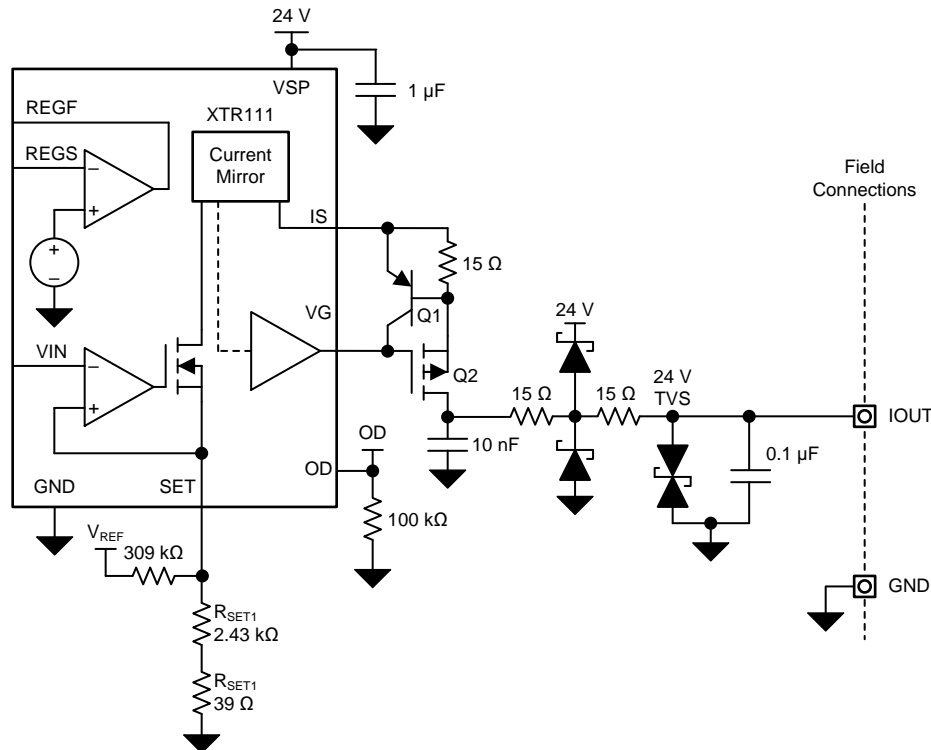 24 V
VSP
1 µF
XTR111
REGF
REGS
Current
Mirror
Field
Connections
IS
15 Ω
+
−
−
+
Q1
VG
VIN
24 V
Q2
−
+
15 Ω
15 Ω
24 V
TVS
IOUT
OD
10 nF
0.1 µF
OD
GND
SET
100 kΩ
VREF
309 kΩ
GND
RSET1
2.43 kΩ
RSET1
39 Ω